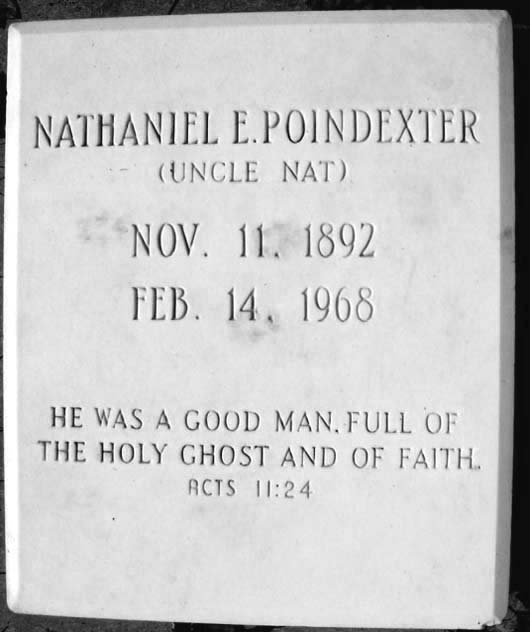 NATHANIEL E. POINDEXTER
(UNCLE NAT)
NOV. 11, 1892
FEB. 14, 1968
HE WAS A GOOD MAN, FULL OF
THE HOLY GHOST AND OF FAITH.
ACTS 11:24